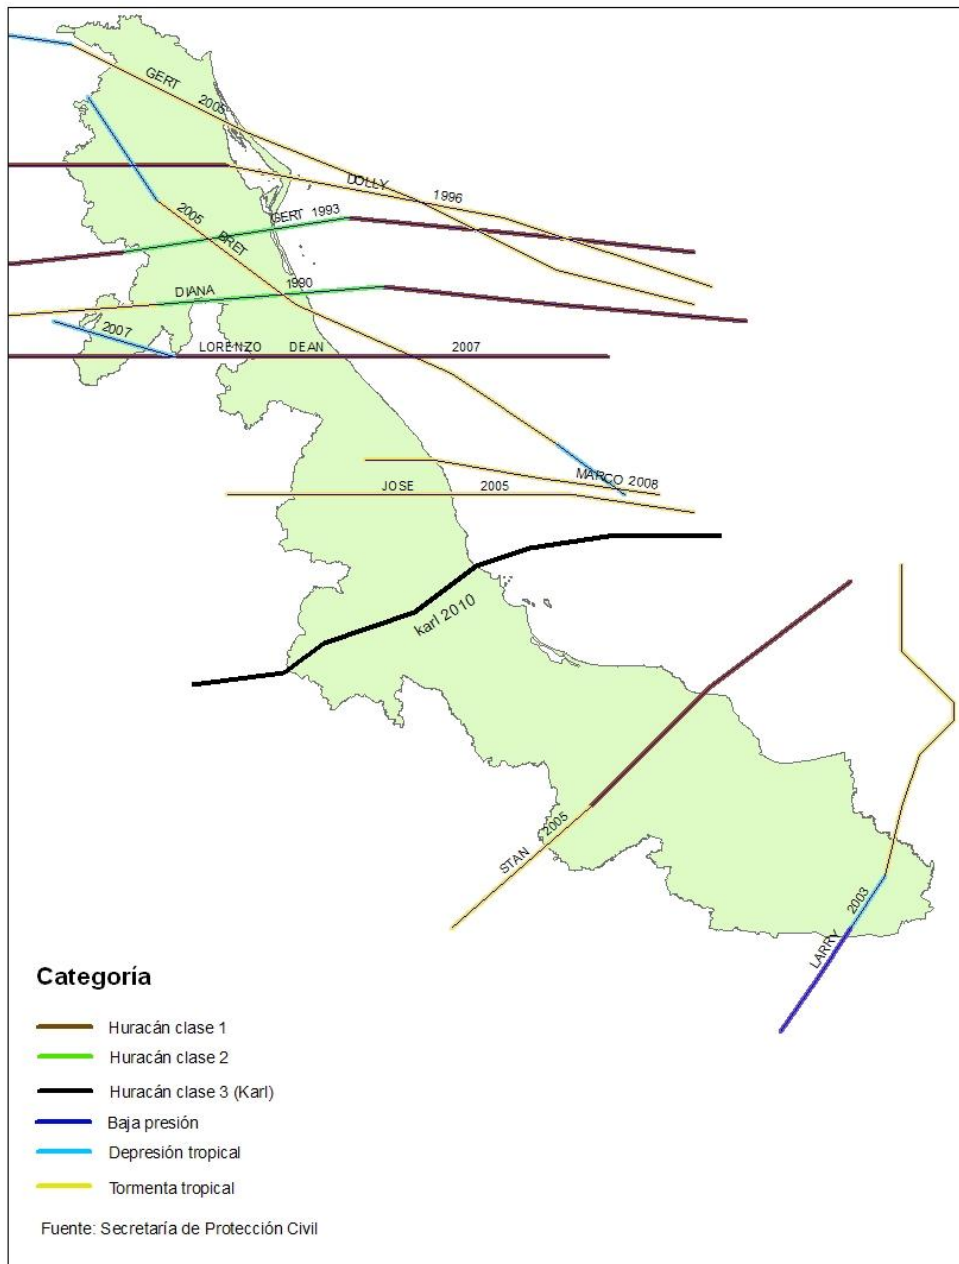 GERT 2005
DOLLY 1996
2005 BRET
GERT 1993
DIANA 1990
2007
LORENZO DEAN 2007
MARCO 2008
JOSE 2005
karl 2010
STAN 2005
LARRY 2003
Categoría
Huracán clase 1
Huracán clase 2
Huracán clase 3 (Karl)
Baja presión
Depresión tropical
Tormenta tropical
Fuente: Secretaría de Protección Civil